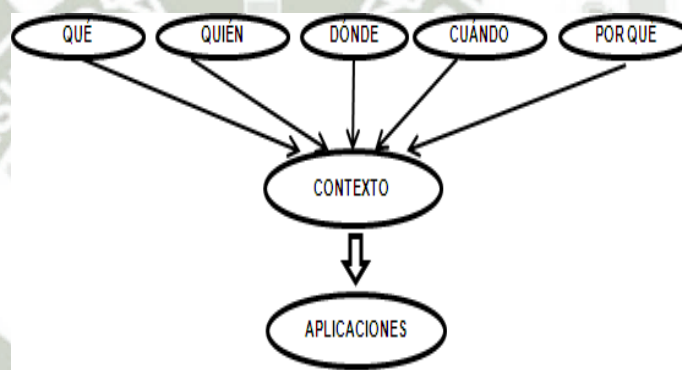 QUÉ
QUIÉN
DÓNDE
CUÁNDO
POR QUÉ
CONTEXTO
APLICACIONES